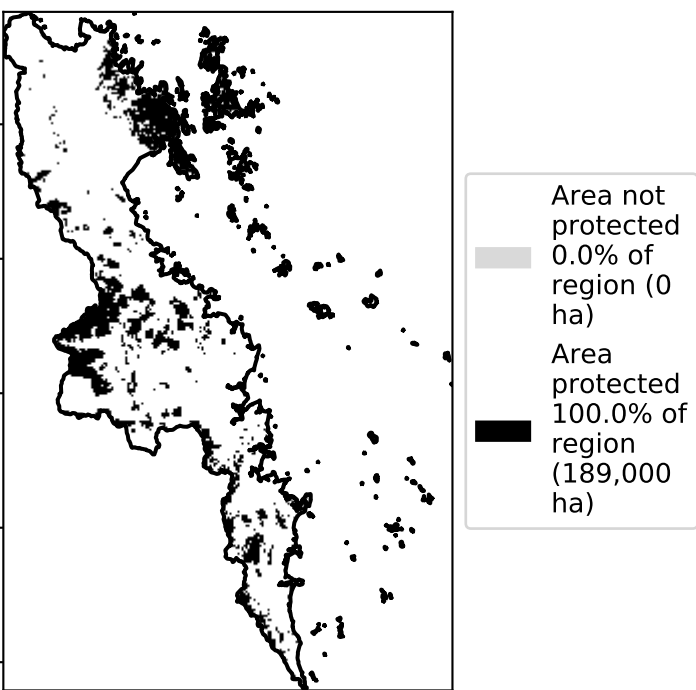 Area not
protected
0.0% of
region (0
ha)
Area
protected
100.0% of
region
(189,000
ha)